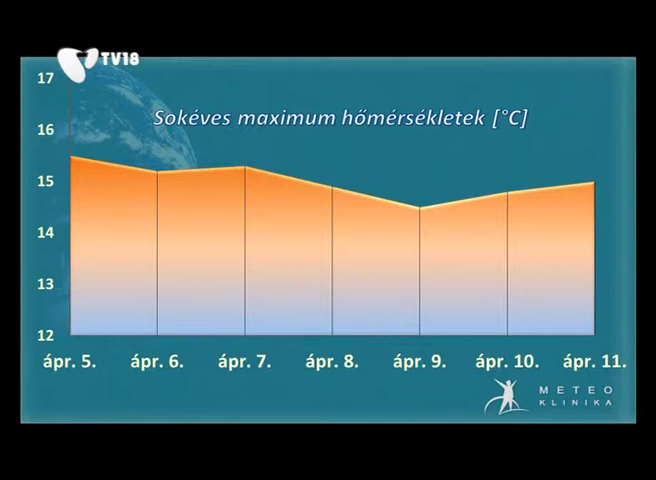 TV18
Sokéves maximum hőmérsékletek [°C]
17
16
15
14
13
12
ápr. 5. ápr. 6. ápr. 7. ápr. 8. ápr. 9. ápr. 10. ápr. 11.
METEO
KLINIKA